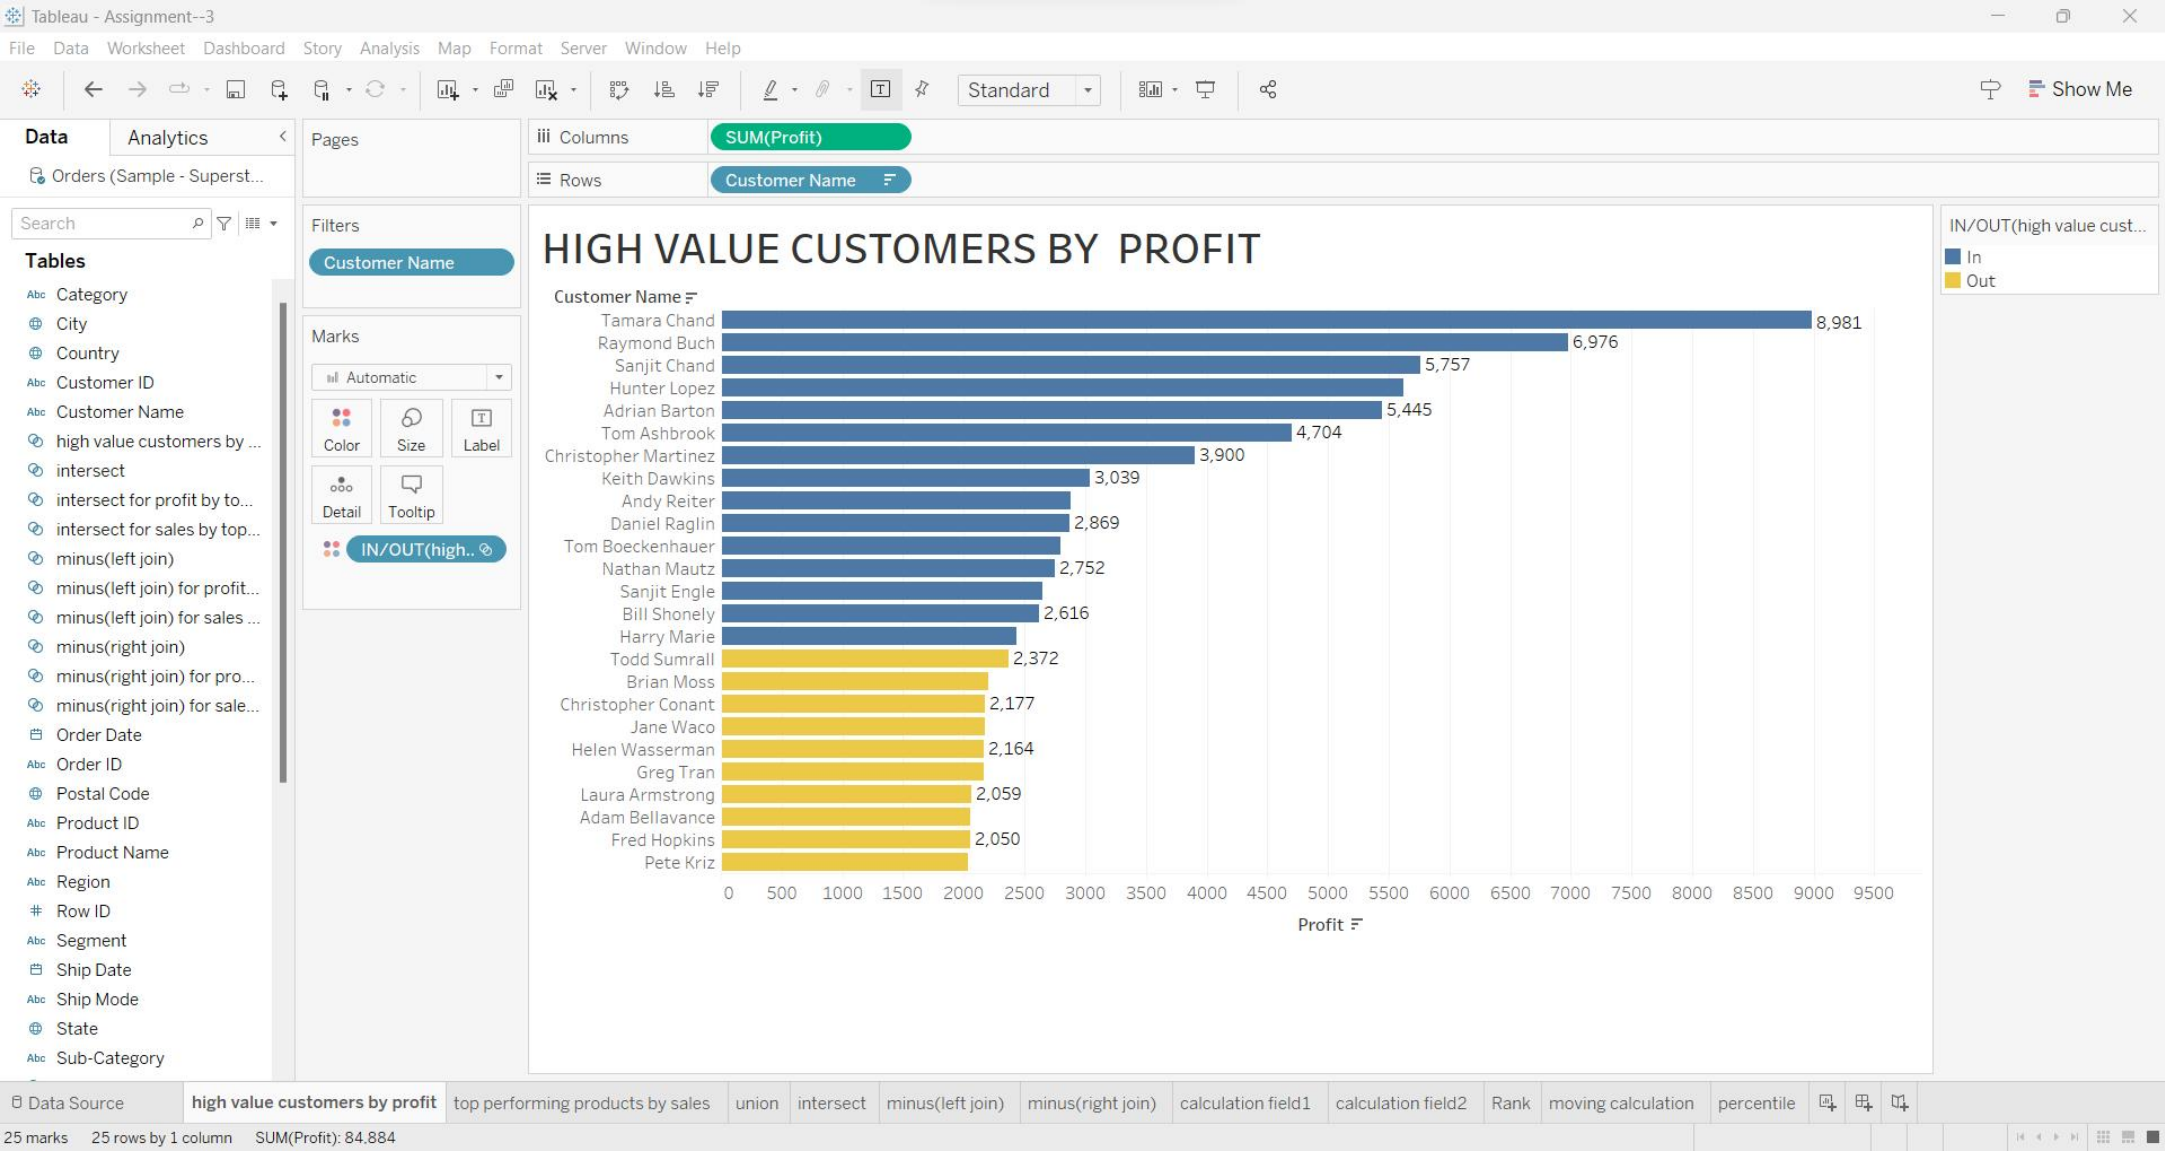 Tableau - Assignment--3
File Data Worksheet Dashboard Story Analysis Map Format Server Window Help
Standard
Show Me
Data Analytics
Orders (Sample - Superst...
Search
Tables
Abc Category
City
Country
Abc Customer ID
Abc Customer Name
high value customers by ...
intersect
intersect for profit by to...
intersect for sales by top...
minus(left join)
minus(left join) for profit...
minus(left join) for sales ...
minus(right join)
minus(right join) for pro...
minus(right join) for sale...
Order Date
Abc Order ID
Postal Code
Abc Product ID
Abc Product Name
Abc Region
# Row ID
Abc Segment
Ship Date
Abc Ship Mode
State
Abc Sub-Category
Pages
Filters
Customer Name
Marks
Automatic
Color Size Label
Detail Tooltip
IN/OUT(high..
Columns SUM(Profit)
Rows Customer Name
HIGH VALUE CUSTOMERS BY PROFIT
Customer Name
Tamara Chand 8,981
Raymond Buch 6,976
Sanjit Chand 5,757
Hunter Lopez
Adrian Barton 5,445
Tom Ashbrook 4,704
Christopher Martinez 3,900
Keith Dawkins 3,039
Andy Reiter
Daniel Raglin 2,869
Tom Boeckenhauer
Nathan Mautz 2,752
Sanjit Engle
Bill Shonely 2,616
Harry Marie
Todd Sumrall 2,372
Brian Moss
Christopher Conant 2,177
Jane Waco
Helen Wasserman 2,164
Greg Tran
Laura Armstrong 2,059
Adam Bellavance
Fred Hopkins 2,050
Pete Kriz
0 500 1000 1500 2000 2500 3000 3500 4000 4500 5000 5500 6000 6500 7000 7500 8000 8500 9000 9500
Profit
IN/OUT(high value cust...
In
Out
Data Source high value customers by profit top performing products by sales union intersect minus(left join) minus(right join) calculation field1 calculation field2 Rank moving calculation percentile
25 marks 25 rows by 1 column SUM(Profit): 84,884